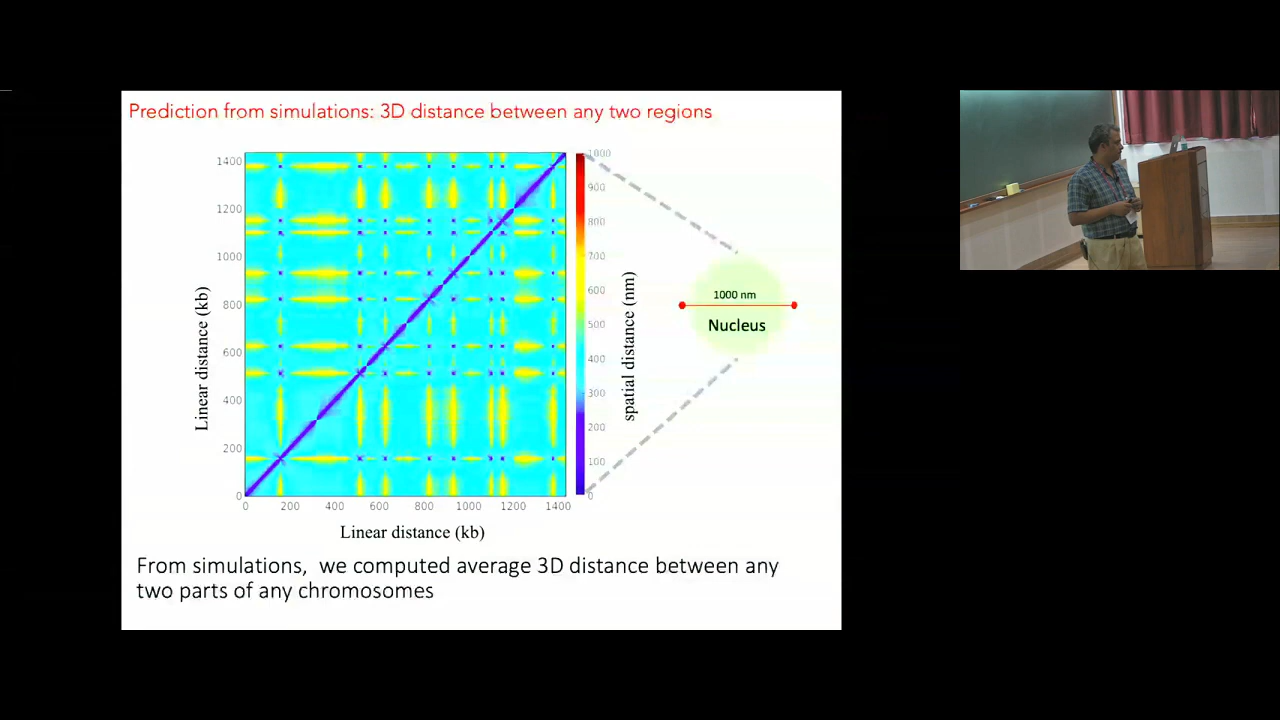 Prediction from simulations: 3D distance between any two regions
1400
1200
1000
800
600
400
200
0
Linear distance (kb)
0 200 400 600 800 1000 1200 1400
Linear distance (kb)
1000
900
800
700
600
500
400
300
200
100
0
spatial distance (nm)
1000 nm
Nucleus
From simulations, we computed average 3D distance between any
two parts of any chromosomes